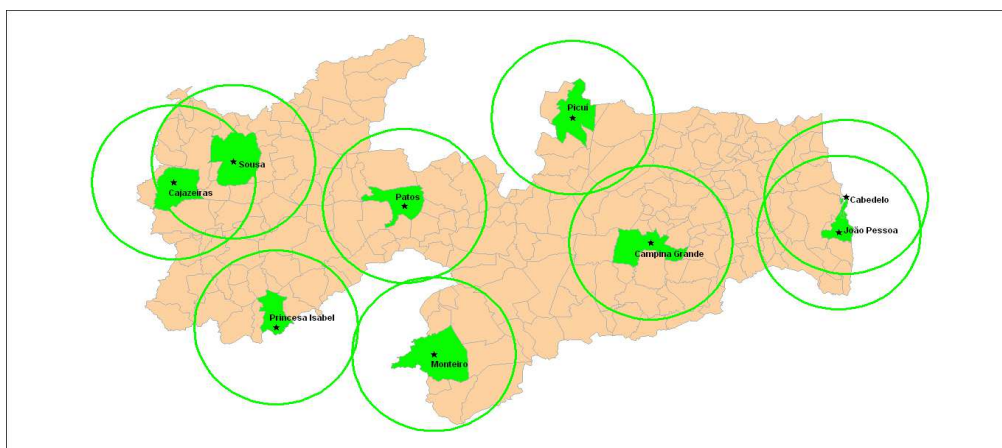 Picuí
Sousa
Cajazeiras
Patos
Cabedelo
João Pessoa
Campina Grande
Princesa Isabel
Monteiro